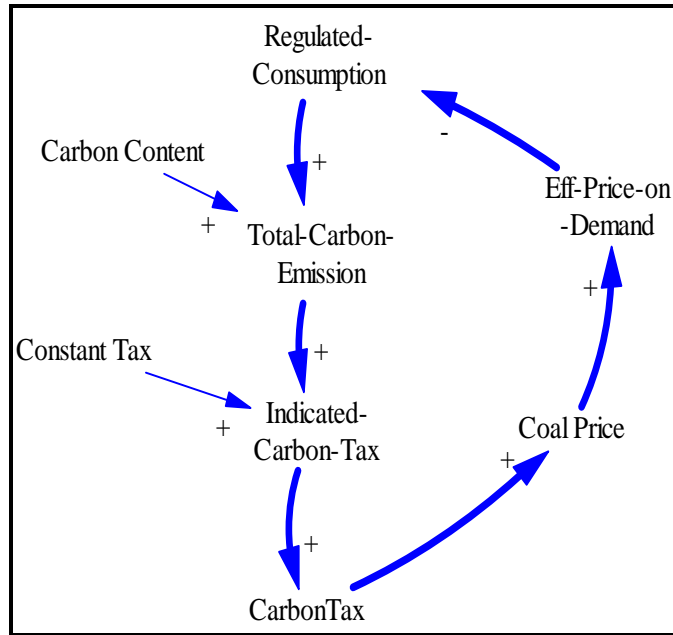 Regulated-
Consumption
-
+
Carbon Content
Eff-Price-on
-Demand
+
Total-Carbon-
Emission
+
+
Constant Tax
Indicated-
Carbon-Tax
+
Coal Price
+
+
CarbonTax